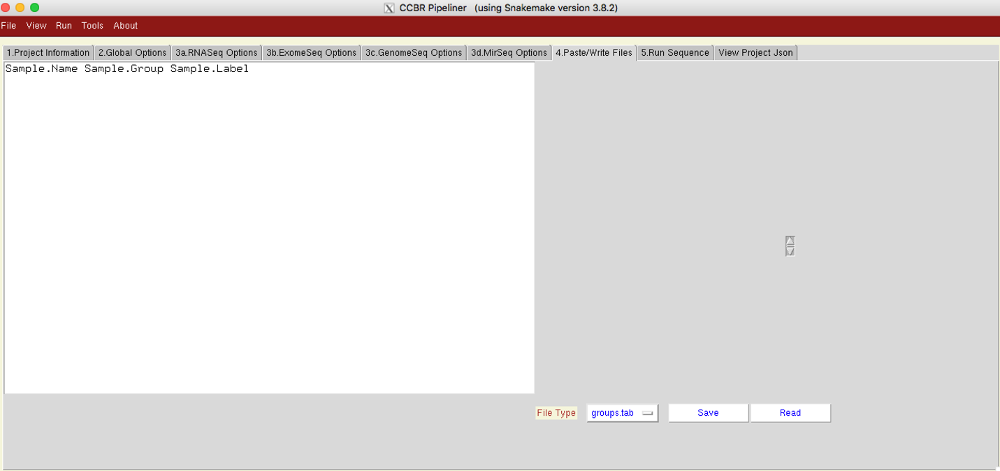 CCBR Pipeliner (using Snakemake version 3.8.2)
File View Run Tools About
1.Project Information 2.Global Options 3a.RNASeq Options 3b.ExomeSeq Options 3c.GenomeSeq Options 3d.MirSeq Options 4.Paste/Write Files 5.Run Sequence View Project Json
Sample.Name Sample.Group Sample.Label
File Type groups.tab Save Read